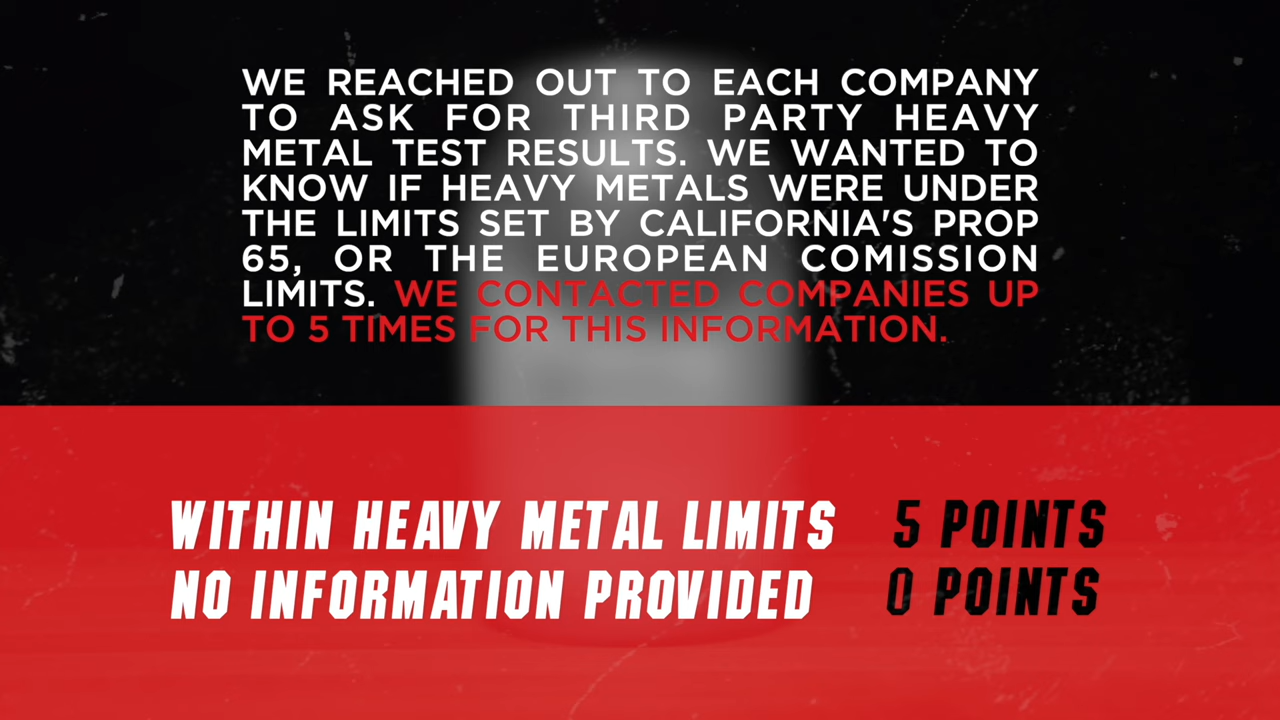 WE REACHED OUT TO EACH COMPANY
TO ASK FOR THIRD PARTY HEAVY
METAL TEST RESULTS. WE WANTED TO
KNOW IF HEAVY METALS WERE UNDER
THE LIMITS SET BY CALIFORNIA'S PROP
65, OR THE EUROPEAN COMISSION
LIMITS. WE CONTACTED COMPANIES UP
TO 5 TIMES FOR THIS INFORMATION.
WITHIN HEAVY METAL LIMITS 5 POINTS
NO INFORMATION PROVIDED 0 POINTS